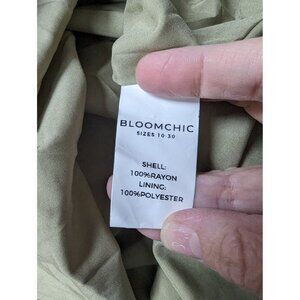 BLOOMCHIC
SIZES 10-30
SHELL:
100%RAYON
LINING:
100%POLYESTER